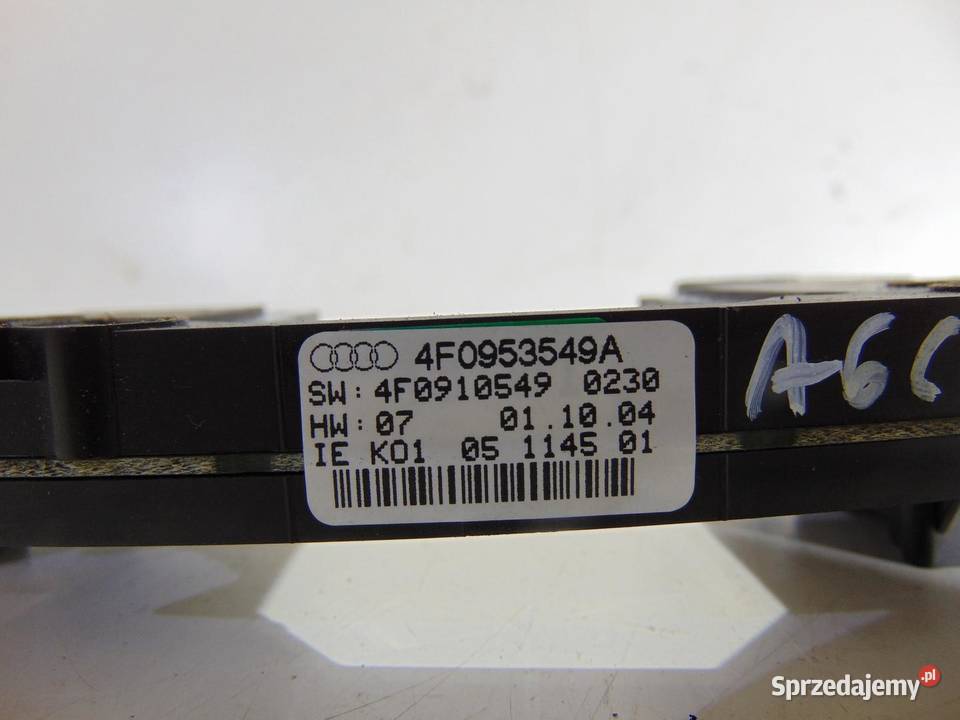 4F0953549A
SW: 4F0910549 0230
HW: 07 01.10.04
IE K01 05 1145 01
A6C
Sprzedajemy.pl